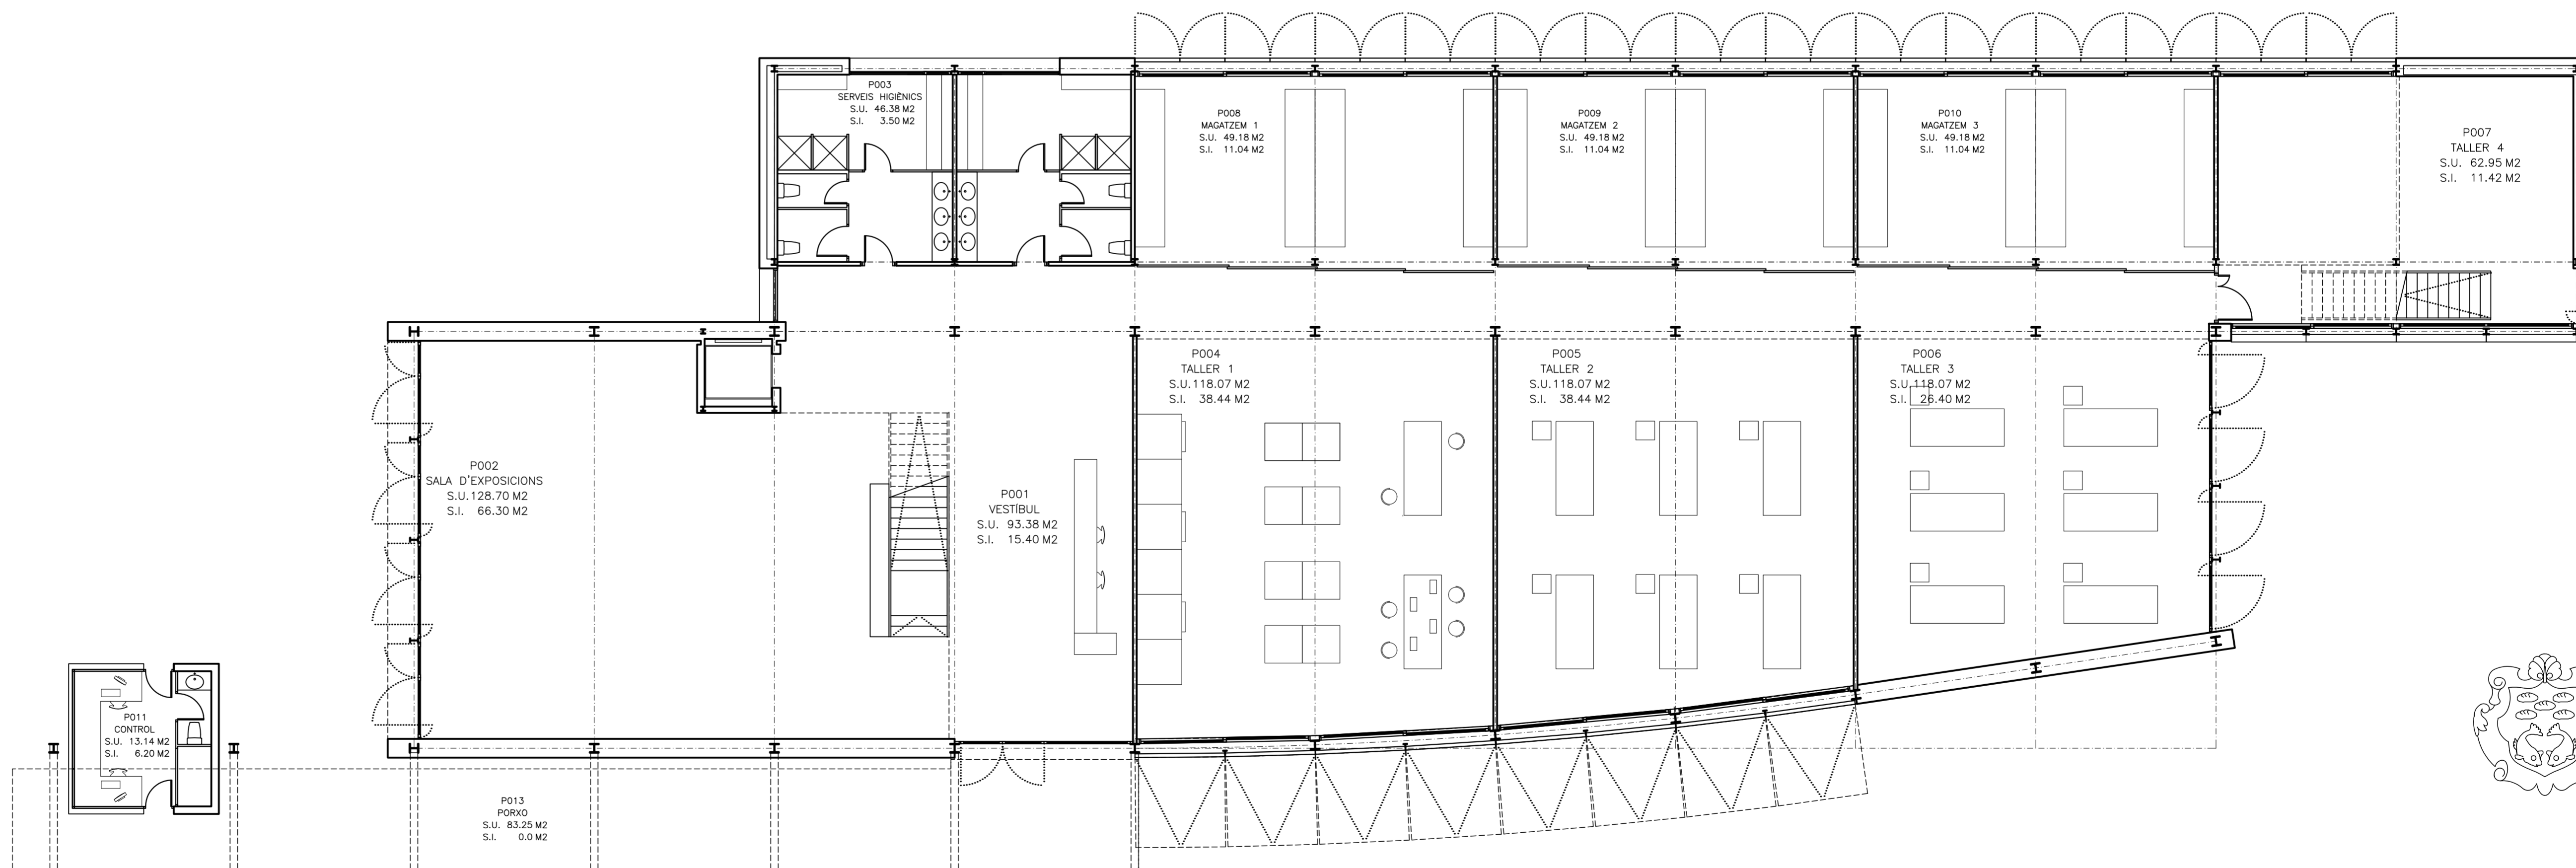 P003
SERVEIS HIGIÈNICS
S.U. 46.38 M2
S.I. 3.50 M2
P008
MAGATZEM 1
S.U. 49.18 M2
S.I. 11.04 M2
P009
MAGATZEM 2
S.U. 49.18 M2
S.I. 11.04 M2
P010
MAGATZEM 3
S.U. 49.18 M2
S.I. 11.04 M2
P007
TALLER 4
S.U. 62.95 M2
S.I. 11.42 M2
P004
TALLER 1
S.U. 118.07 M2
S.I. 38.44 M2
P005
TALLER 2
S.U. 118.07 M2
S.I. 38.44 M2
P006
TALLER 3
S.U. 118.07 M2
S.I. 26.40 M2
P002
SALA D'EXPOSICIONS
S.U. 128.70 M2
S.I. 66.30 M2
P001
VESTÍBUL
S.U. 93.38 M2
S.I. 15.40 M2
P011
CONTROL
S.U. 13.14 M2
S.I. 6.20 M2
P013
PORXO
S.U. 83.25 M2
S.I. 0.0 M2